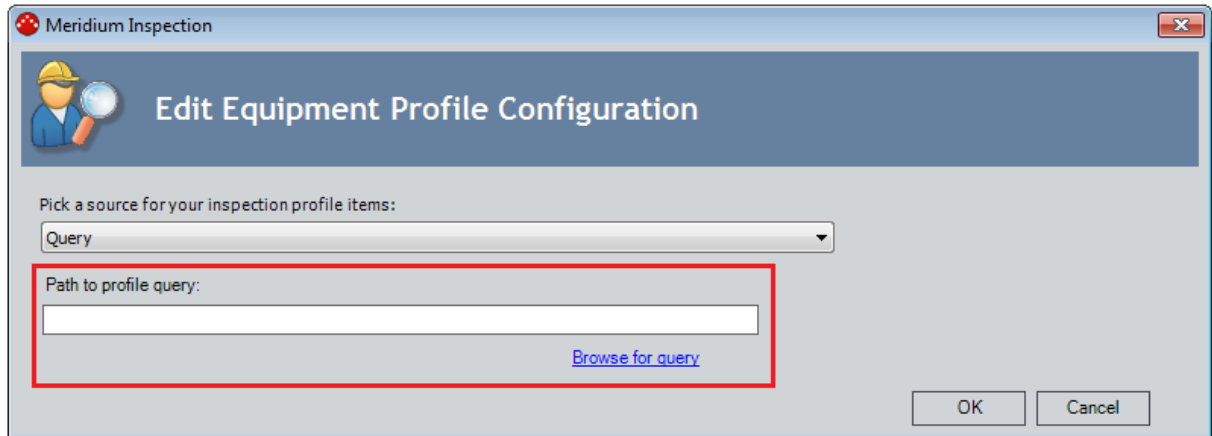 Meridium Inspection
Edit Equipment Profile Configuration
Pick a source for your inspection profile items:
Query
Path to profile query:
Browse for query
OK Cancel